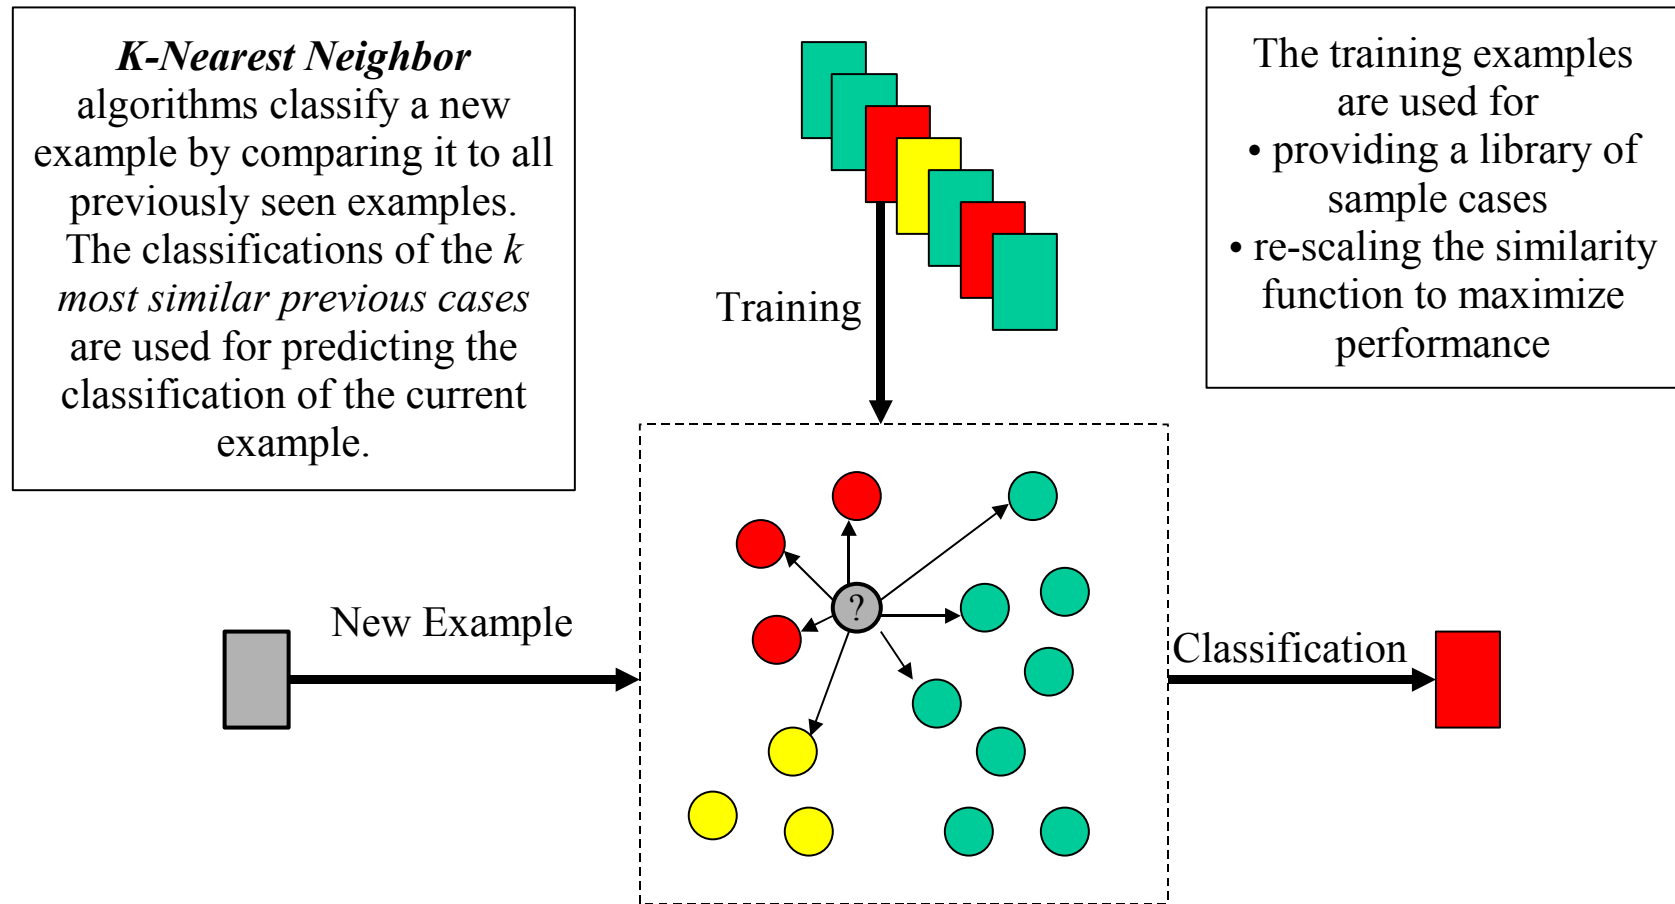 K-Nearest Neighbor
algorithms classify a new
example by comparing it to all
previously seen examples.
The classifications of the k
most similar previous cases
are used for predicting the
classification of the current
example.
The training examples
are used for
• providing a library of
sample cases
• re-scaling the similarity
function to maximize
performance
Training
?
New Example
Classification